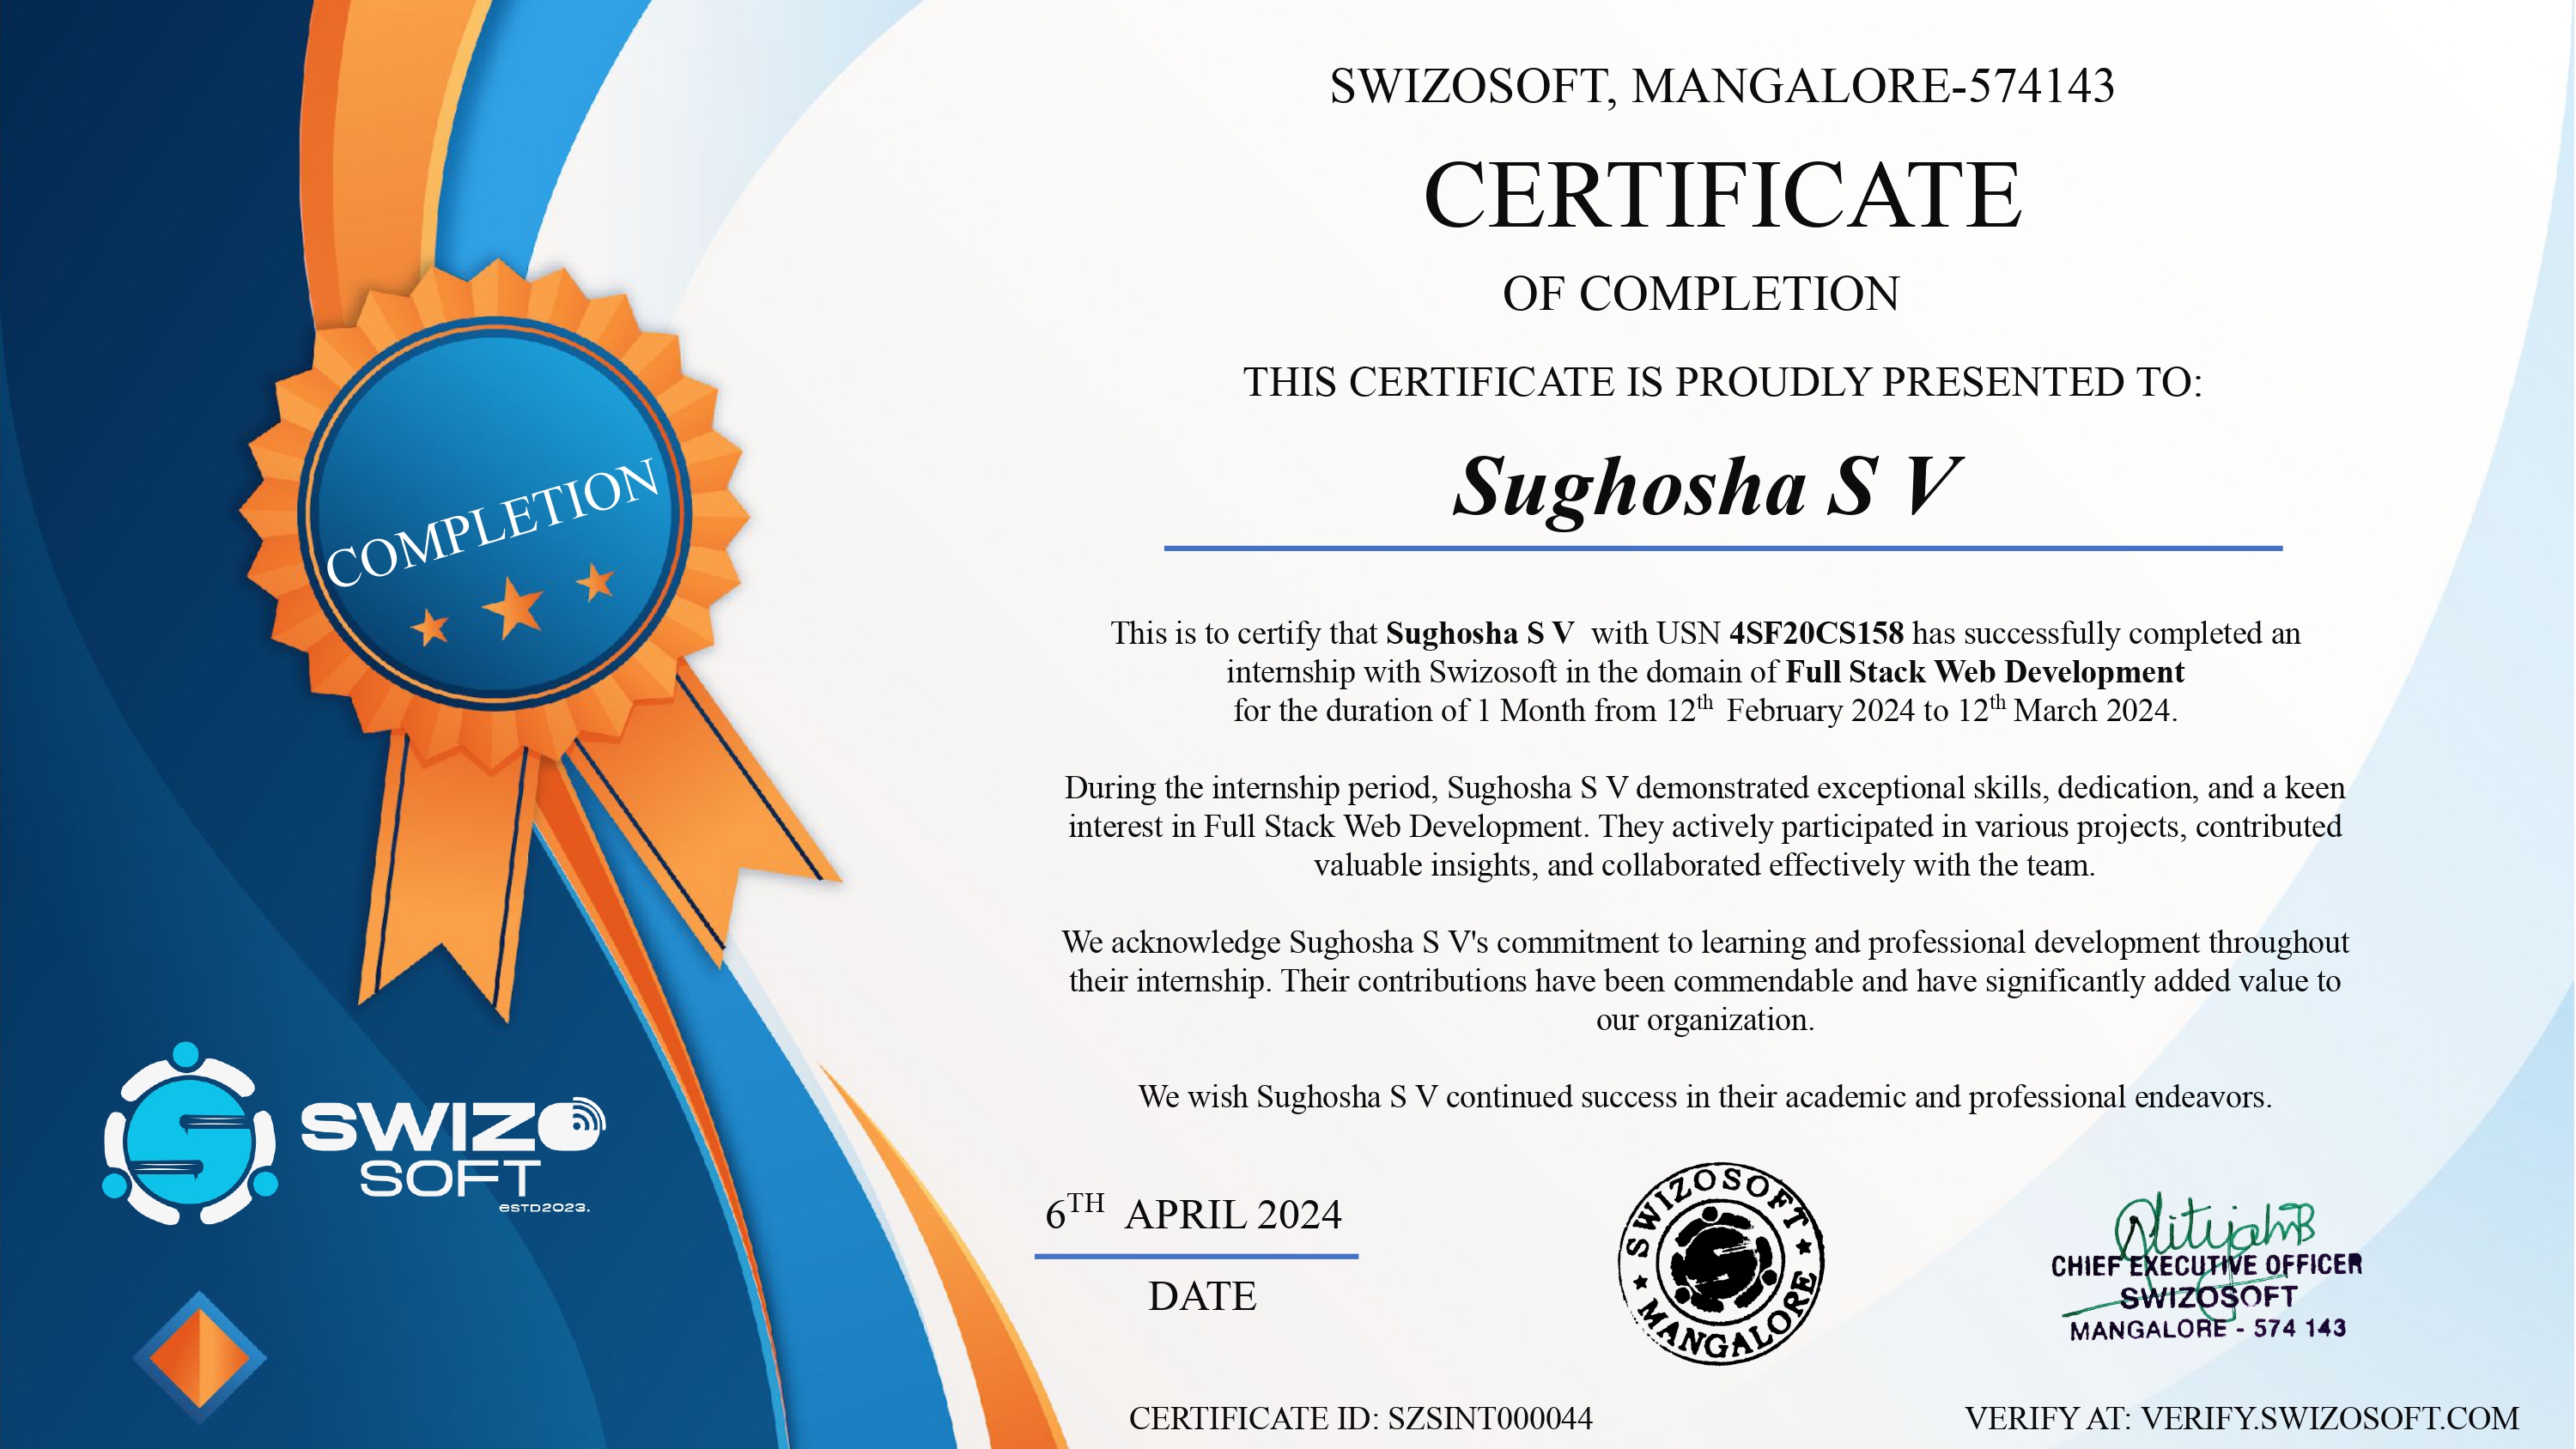 SWIZOSOFT, MANGALORE-574143
CERTIFICATE
OF COMPLETION
THIS CERTIFICATE IS PROUDLY PRESENTED TO:
Sughosha S V
COMPLETION
This is to certify that Sughosha S V with USN 4SF20CS158 has successfully completed an
internship with Swizosoft in the domain of Full Stack Web Development
for the duration of 1 Month from 12th February 2024 to 12th March 2024.
During the internship period, Sughosha S V demonstrated exceptional skills, dedication, and a keen
interest in Full Stack Web Development. They actively participated in various projects, contributed
valuable insights, and collaborated effectively with the team.
We acknowledge Sughosha S V's commitment to learning and professional development throughout
their internship. Their contributions have been commendable and have significantly added value to
our organization.
We wish Sughosha S V continued success in their academic and professional endeavors.
SWIZO
SOFT
ESTD2023.
6TH APRIL 2024
DATE
SWIZOSOFT
MANGALORE
CHIEF EXECUTIVE OFFICER
SWIZOSOFT
MANGALORE - 574 143
CERTIFICATE ID: SZSINT000044
VERIFY AT: VERIFY.SWIZOSOFT.COM